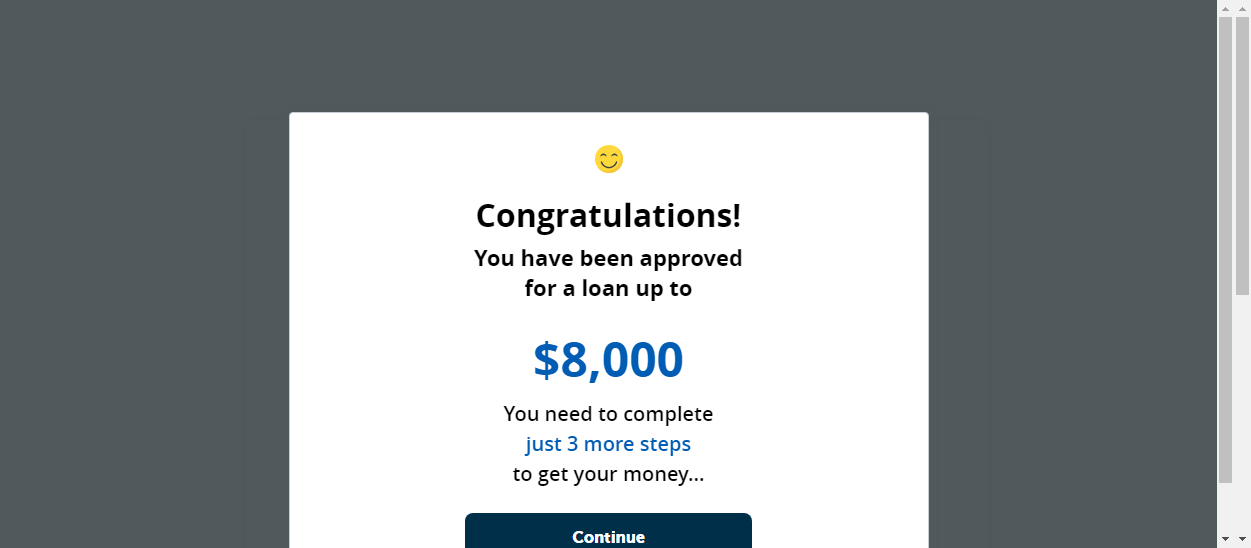 Congratulations!
You have been approved
for a loan up to
$8,000
You need to complete
just 3 more steps
to get your money...
Continue